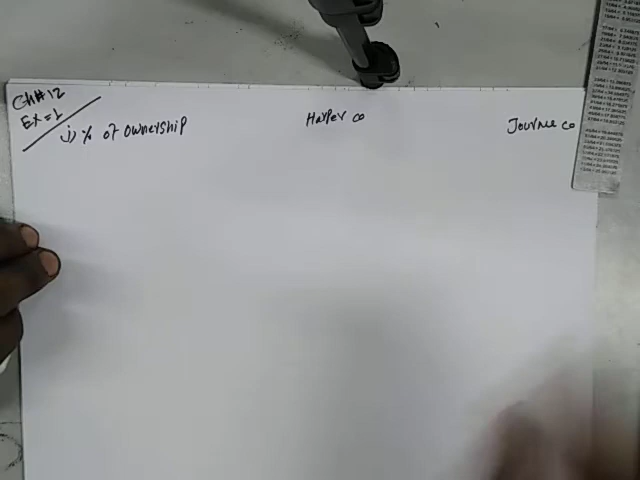 CH#12
EX=1
j) % of ownership
Harper co
Journee co